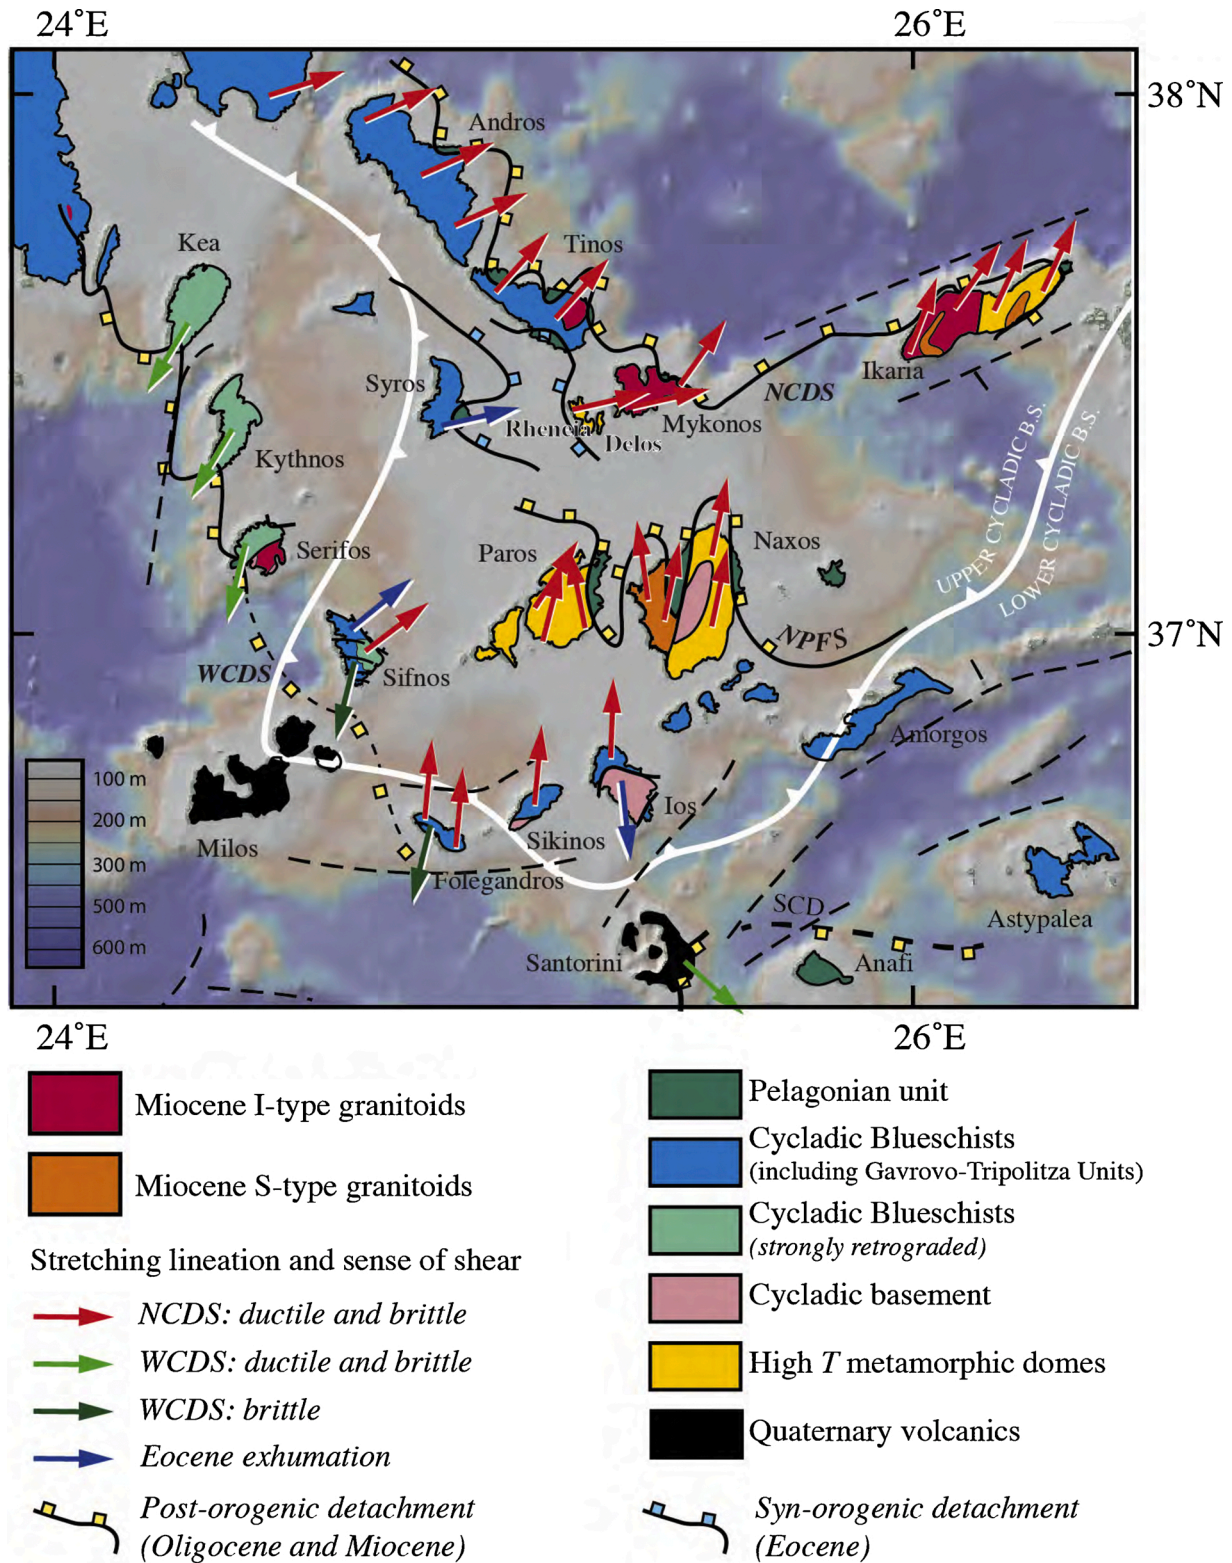 24˚E
26˚E
38˚N
Andros
Kea
Tinos
Syros
Ikaria
NCDS
Rheneia
Mykonos
Delos
Kythnos
UPPER CYCLADIC B.S.
LOWER CYCLADIC B.S.
Serifos
Paros
Naxos
NPFS
37˚N
WCDS
Sifnos
Amorgos
100 m
200 m
300 m
500 m
600 m
Milos
Ios
Sikinos
Folegandros
SCD
Astypalea
Santorini
Anafi
24˚E
26˚E
Miocene I-type granitoids
Miocene S-type granitoids
Stretching lineation and sense of shear
NCDS: ductile and brittle
WCDS: ductile and brittle
WCDS: brittle
Eocene exhumation
Post-orogenic detachment
(Oligocene and Miocene)
Pelagonian unit
Cycladic Blueschists
(including Gavrovo-Tripolitza Units)
Cycladic Blueschists
(strongly retrograded)
Cycladic basement
High T metamorphic domes
Quaternary volcanics
Syn-orogenic detachment
(Eocene)